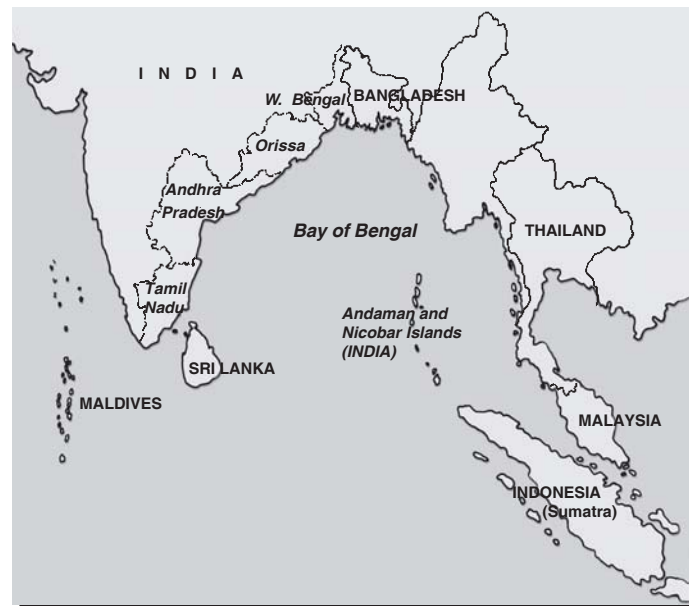 I N D I A
W. Bengal
BANGLADESH
Orissa
Andhra
Pradesh
Bay of Bengal
THAILAND
Tamil
Nadu
Andaman and
Nicobar Islands
(INDIA)
SRI LANKA
MALDIVES
MALAYSIA
INDONESIA
(Sumatra)